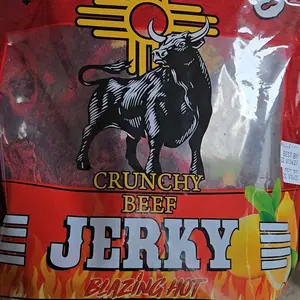 CRUNCHY
BEEF
JERKY
BLAZING HOT